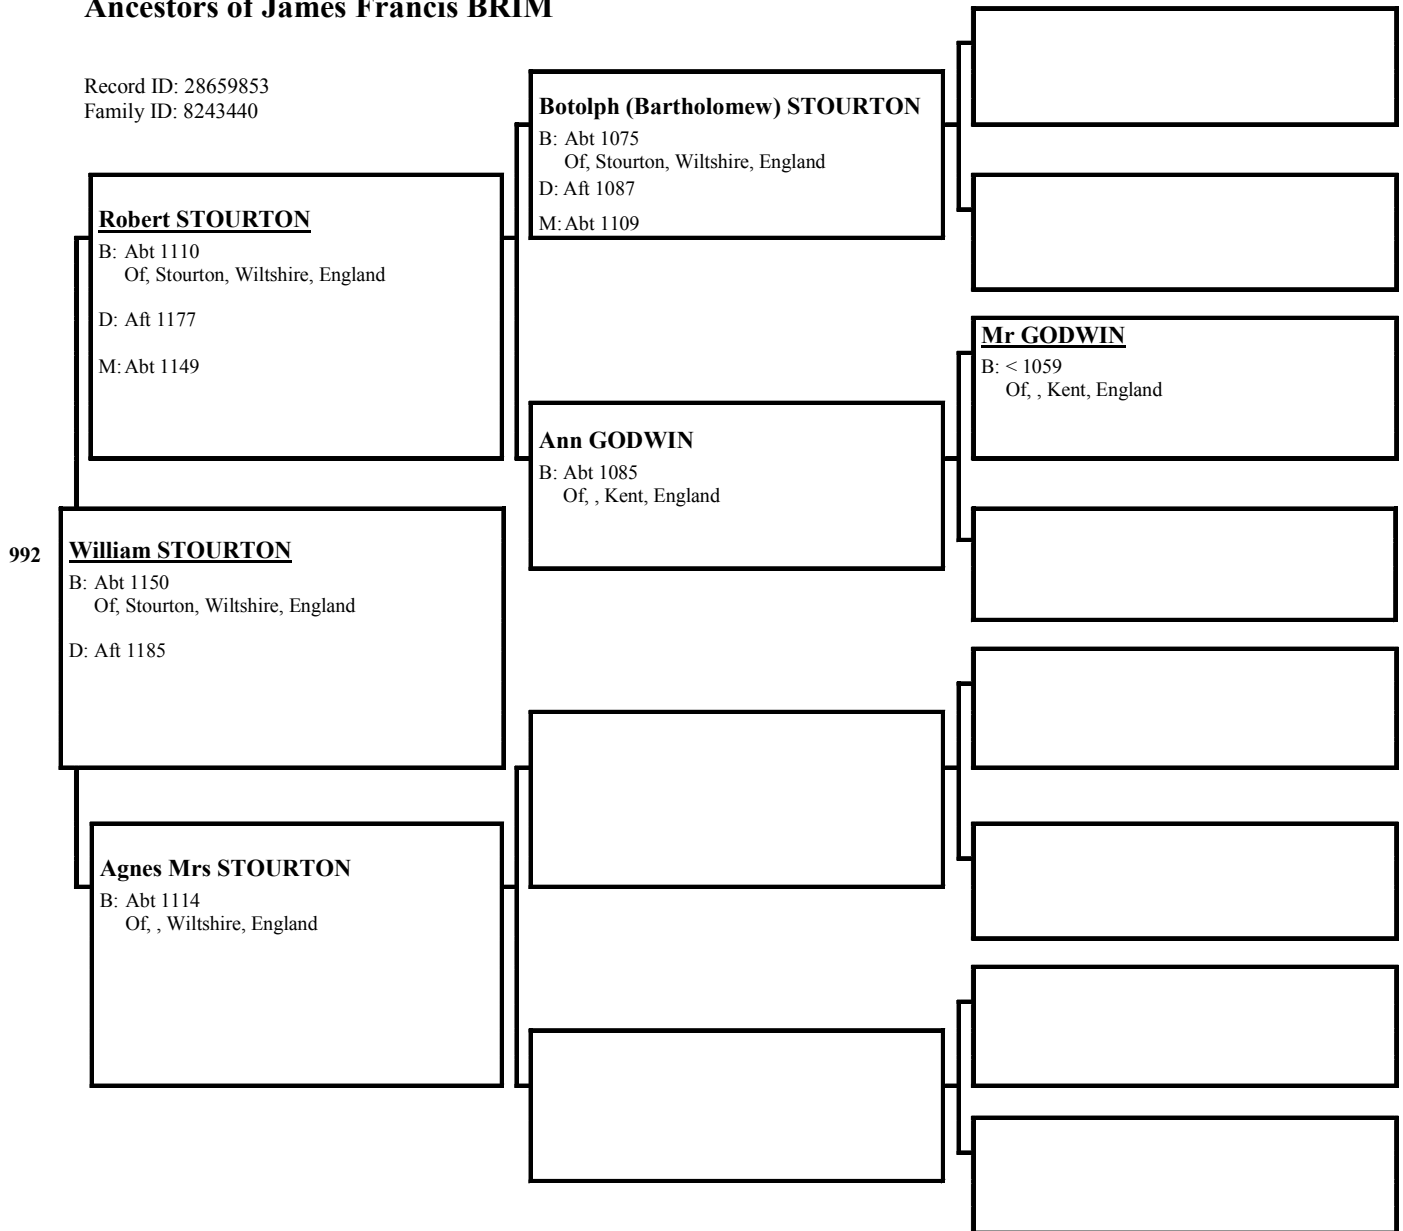 Ancestors of James Francis BRIM
Record ID: 28659853
Family ID: 8243440
Botolph (Bartholomew) STOURTON
B: Abt 1075
Of, Stourton, Wiltshire, England
D: Aft 1087
M: Abt 1109
Robert STOURTON
B: Abt 1110
Of, Stourton, Wiltshire, England
D: Aft 1177
M: Abt 1149
Mr GODWIN
B: < 1059
Of, , Kent, England
Ann GODWIN
B: Abt 1085
Of, , Kent, England
992
William STOURTON
B: Abt 1150
Of, Stourton, Wiltshire, England
D: Aft 1185
Agnes Mrs STOURTON
B: Abt 1114
Of, , Wiltshire, England